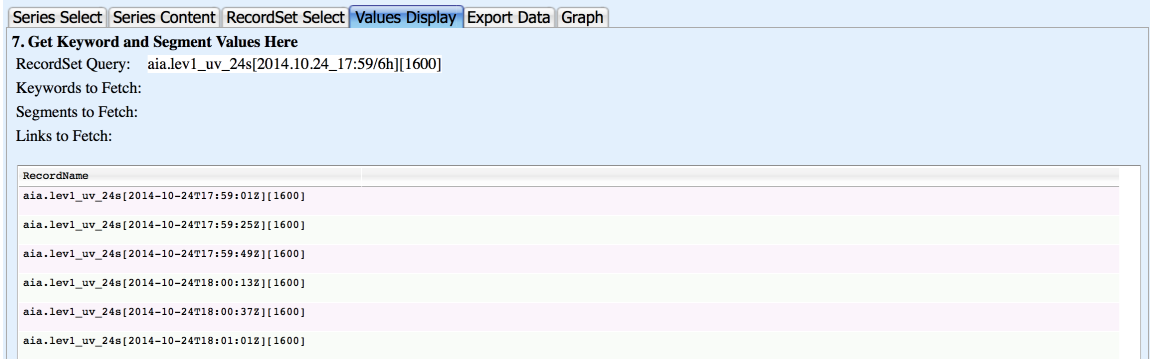 Series Select Series Content RecordSet Select Values Display Export Data Graph
7. Get Keyword and Segment Values Here
RecordSet Query: aia.lev1_uv_24s[2014.10.24_17:59/6h][1600]
Keywords to Fetch:
Segments to Fetch:
Links to Fetch:
RecordName
aia.lev1_uv_24s[2014-10-24T17:59:01Z][1600]
aia.lev1_uv_24s[2014-10-24T17:59:25Z][1600]
aia.lev1_uv_24s[2014-10-24T17:59:49Z][1600]
aia.lev1_uv_24s[2014-10-24T18:00:13Z][1600]
aia.lev1_uv_24s[2014-10-24T18:00:37Z][1600]
aia.lev1_uv_24s[2014-10-24T18:01:01Z][1600]